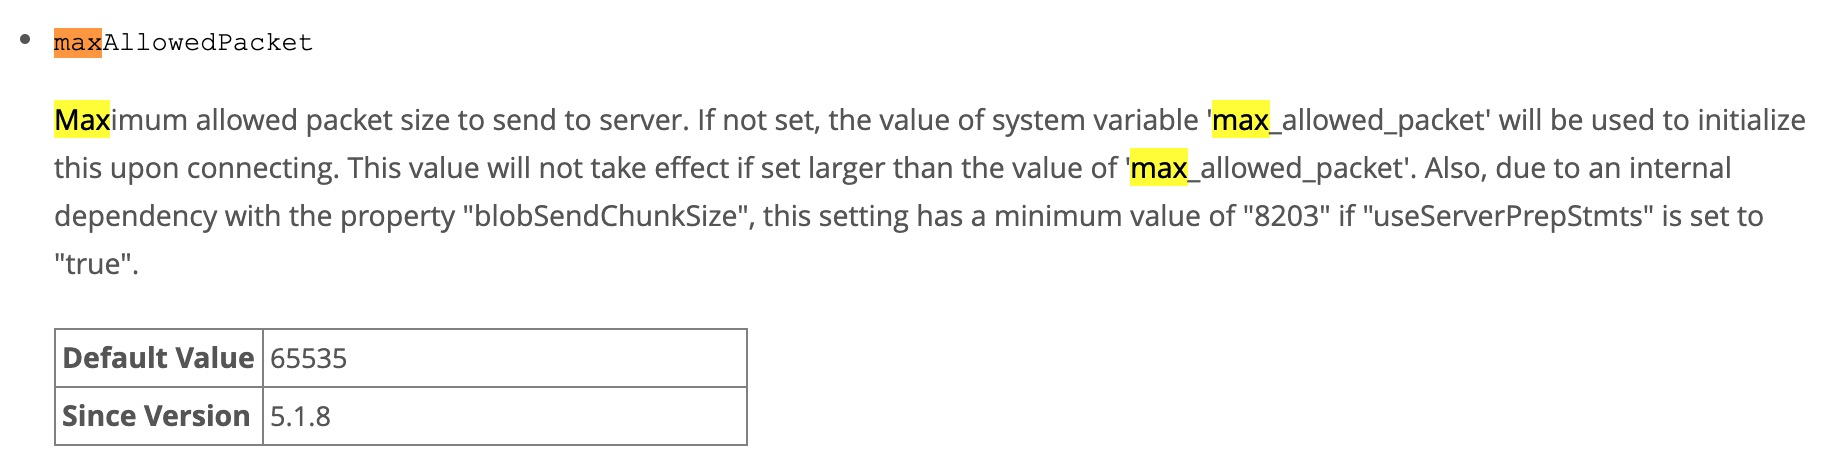 maxAllowedPacket
Maximum allowed packet size to send to server. If not set, the value of system variable 'max_allowed_packet' will be used to initialize
this upon connecting. This value will not take effect if set larger than the value of 'max_allowed_packet'. Also, due to an internal
dependency with the property "blobSendChunkSize", this setting has a minimum value of "8203" if "useServerPrepStmts" is set to
"true".
Default Value 65535
Since Version 5.1.8